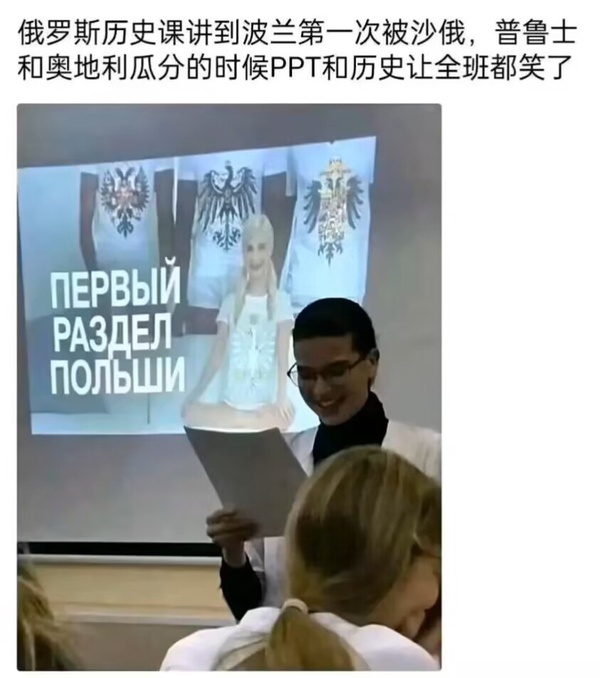 俄罗斯历史课讲到波兰第一次被沙俄，普鲁士
和奥地利瓜分的时候PPT和历史让全班都笑了
ПЕРВЫЙ
РАЗДЕЛ
ПОЛЬШИ